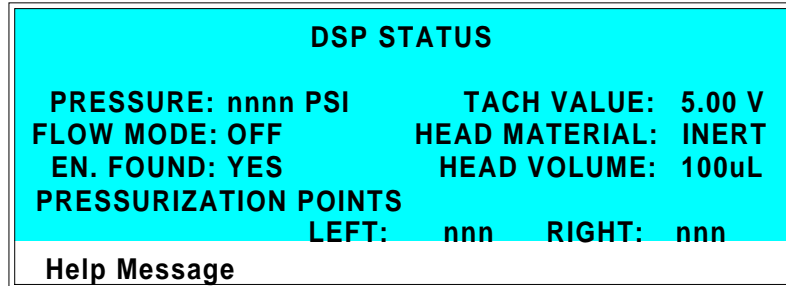 DSP STATUS
PRESSURE: nnnn PSI TACH VALUE: 5.00 V
FLOW MODE: OFF HEAD MATERIAL: INERT
EN. FOUND: YES HEAD VOLUME: 100uL
PRESSURIZATION POINTS
LEFT: nnn RIGHT: nnn
Help Message